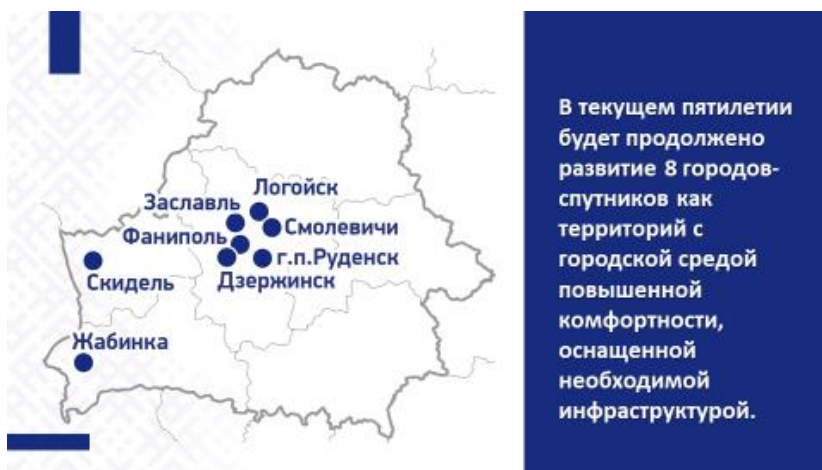 Логойск
Заславль
Смолевичи
Фаниполь
г.п.Руденск
Скидель
Дзержинск
Жабинка
В текущем пятилетии
будет продолжено
развитие 8 городов-
спутников как
территорий с
городской средой
повышенной
комфортности,
оснащенной
необходимой
инфраструктурой.